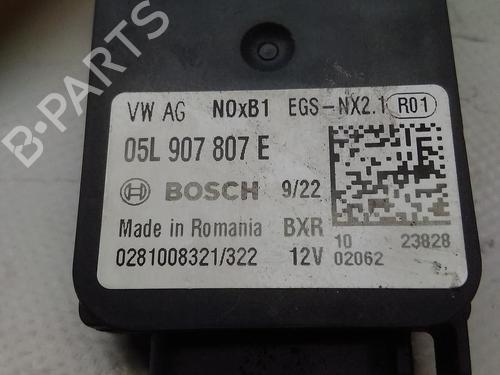 VW AG NOxB1 EGS-NX2.1 R01
05L 907 807 E
BOSCH 9/22
Made in Romania BXR 10 23828
0281008321/322 12V 02062
B-PARTS